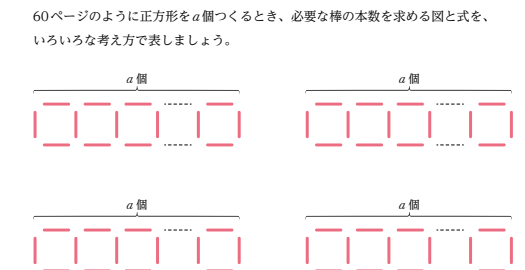 60ページのように正方形をa個つくるとき、必要な棒の本数を求める図と式を、
いろいろな考え方で表しましょう。
a個
a個
a個
a個